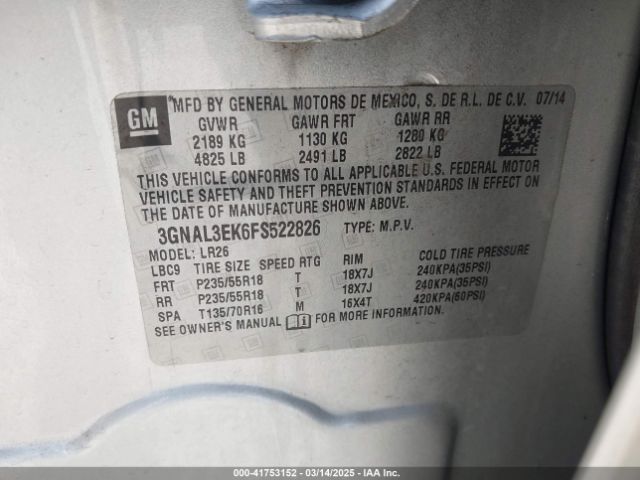 GM
*MFD BY GENERAL MOTORS DE MEXICO, S. DE R.L. DE C.V. 07/14
GVWR GAWR FRT GAWR RR
2189 KG 1130 KG 1280 KG
4825 LB 2491 LB 2822 LB
THIS VEHICLE CONFORMS TO ALL APPLICABLE U.S. FEDERAL MOTOR
VEHICLE SAFETY AND THEFT PREVENTION STANDARDS IN EFFECT ON
THE DATE OF MANUFACTURE SHOWN ABOVE.
3GNAL3EK6FS522826 TYPE: M.P.V.
MODEL: LR26
LBC9 TIRE SIZE SPEED RTG RIM COLD TIRE PRESSURE
FRT P235/55R18 T 18X7J 240KPA(35PSI)
RR P235/55R18 T 18X7J 240KPA(35PSI)
SPA T135/70R16 M 16X4T 420KPA(60PSI)
SEE OWNER'S MANUAL FOR MORE INFORMATION.
000-41753152 - 03/14/2025 - IAA Inc.